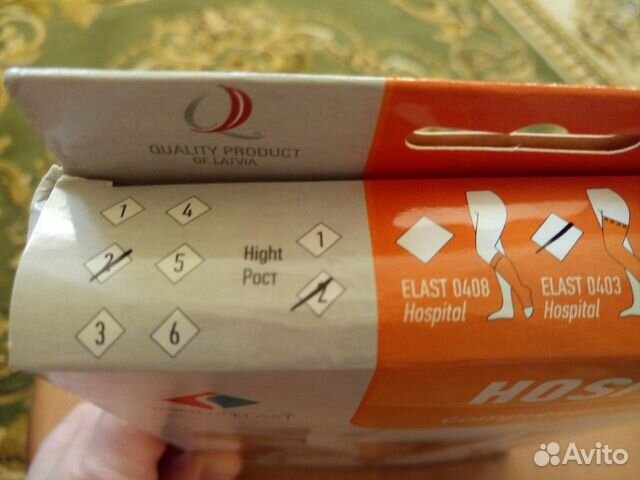 QUALITY PRODUCT
OF LATVIA
1 4
2 5
3 6
Hight
Рост
1
2
ELAST 0408
Hospital
ELAST 0403
Hospital
HOSP
Avito